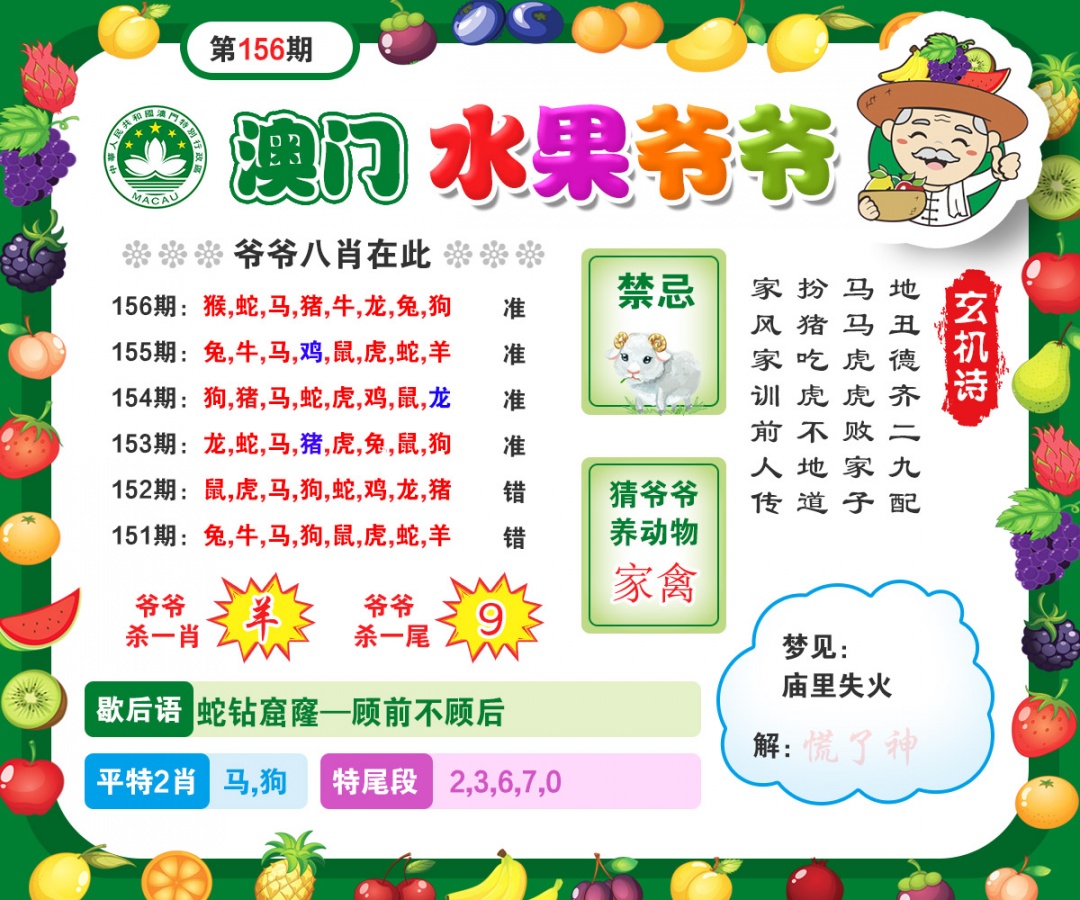 第156期
中華人民共和國澳門特別行政區
MACAU
澳门 水果爷爷
爷爷八肖在此
156期：猴,蛇,马,猪,牛,龙,兔,狗 准
155期：兔,牛,马,鸡,鼠,虎,蛇,羊 准
154期：狗,猪,马,蛇,虎,鸡,鼠,龙 准
153期：龙,蛇,马,猪,虎,兔,鼠,狗 准
152期：鼠,虎,马,狗,蛇,鸡,龙,猪 错
151期：兔,牛,马,狗,鼠,虎,蛇,羊 错
爷爷
杀一肖
羊
爷爷
杀一尾
9
禁忌
猜爷爷
养动物
家禽
玄机诗
地丑德齐二九配
马马虎虎败家子
扮猪吃虎不地道
家风家训前人传
梦见：
庙里失火
解：慌了神
歇后语 蛇钻窟窿—顾前不顾后
平特2肖 马,狗
特尾段 2,3,6,7,0